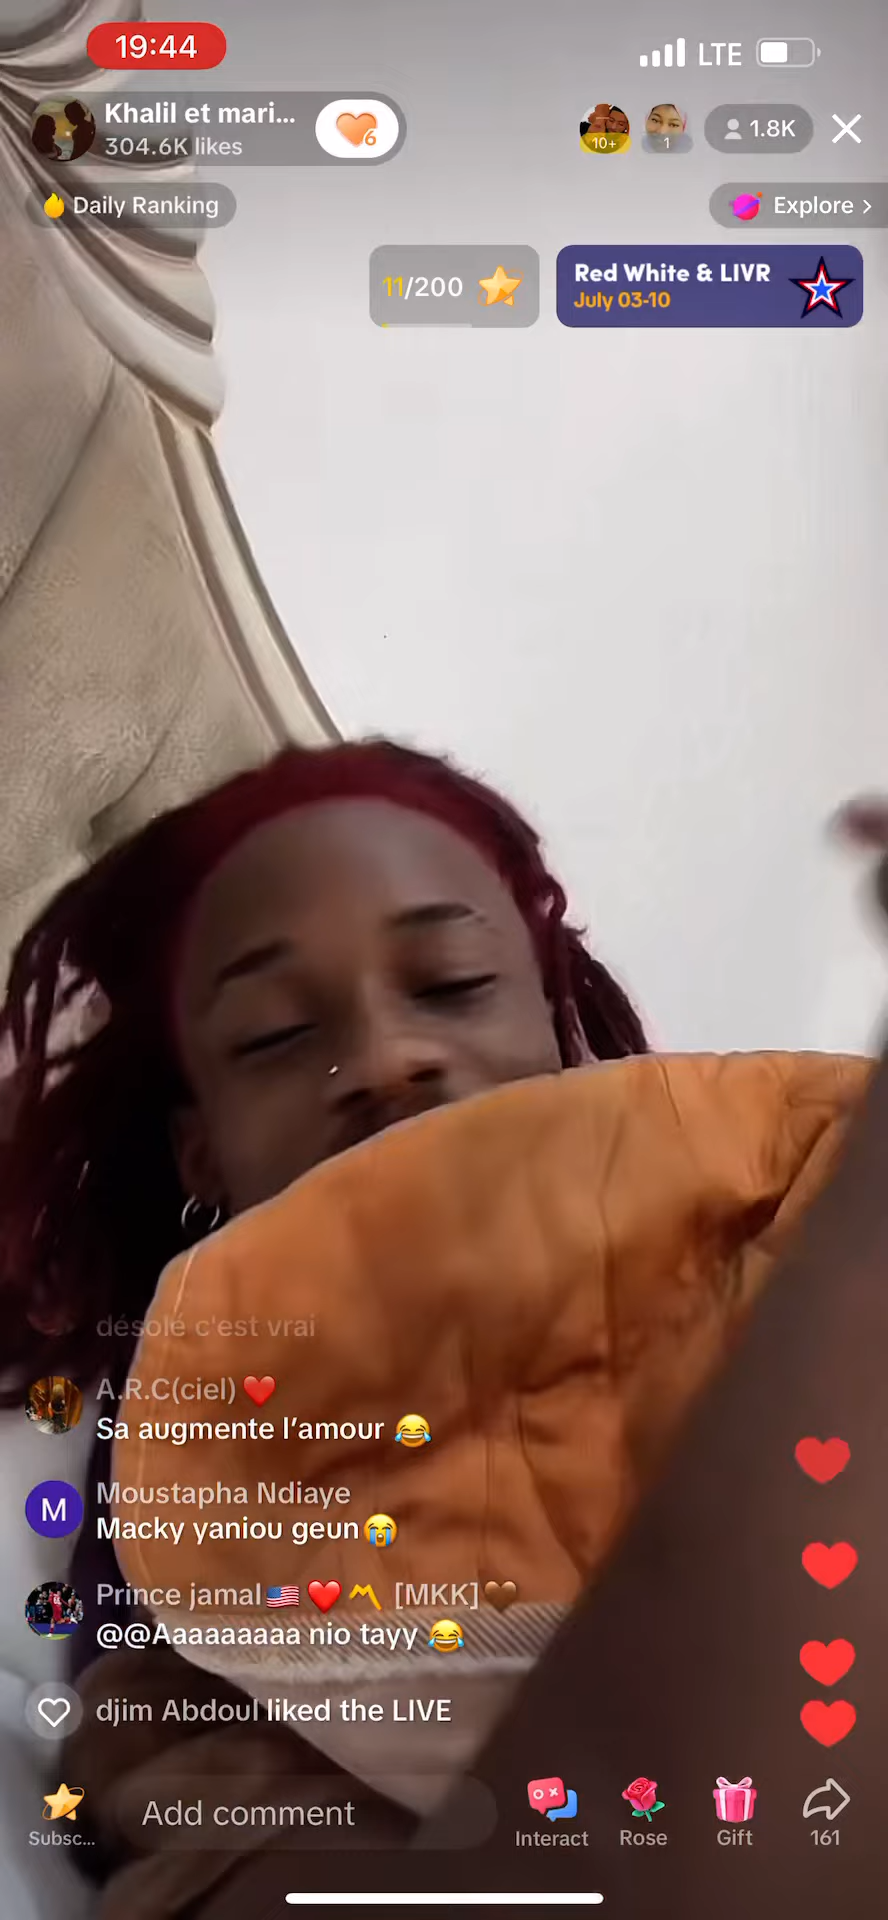 19:44
LTE
Khalil et mari...
304.6K likes
6
10+
1
1.8K
Daily Ranking
Explore >
11/200
Red White & LIVR
July 03-10
désolé c'est vrai
A.R.C(ciel) ❤️
Sa augmente l’amour 😂
M
Moustapha Ndiaye
Macky yaniou geun😭
Prince jamal🇺🇸❤️〽️ [MKK]🤎
@@Aaaaaaaaa nio tayy 😂
djim Abdoul liked the LIVE
Subsc...
Add comment
Interact
Rose
Gift
161